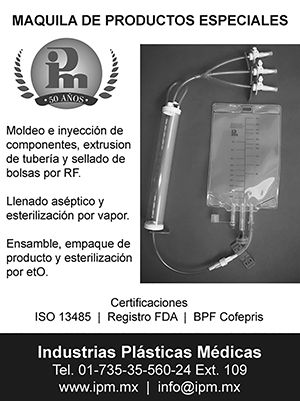 MAQUILA DE PRODUCTOS ESPECIALES
ipm
50 AÑOS
Moldeo e inyección de
componentes, extrusion
de tubería y sellado de
bolsas por RF.
Llenado aséptico y
esterilización por vapor.
Ensamble, empaque de
producto y esterilización
por etO.
Certificaciones
ISO 13485 | Registro FDA | BPF Cofepris
Industrias Plásticas Médicas
Tel. 01-735-35-560-24 Ext. 109
www.ipm.mx | info@ipm.mx